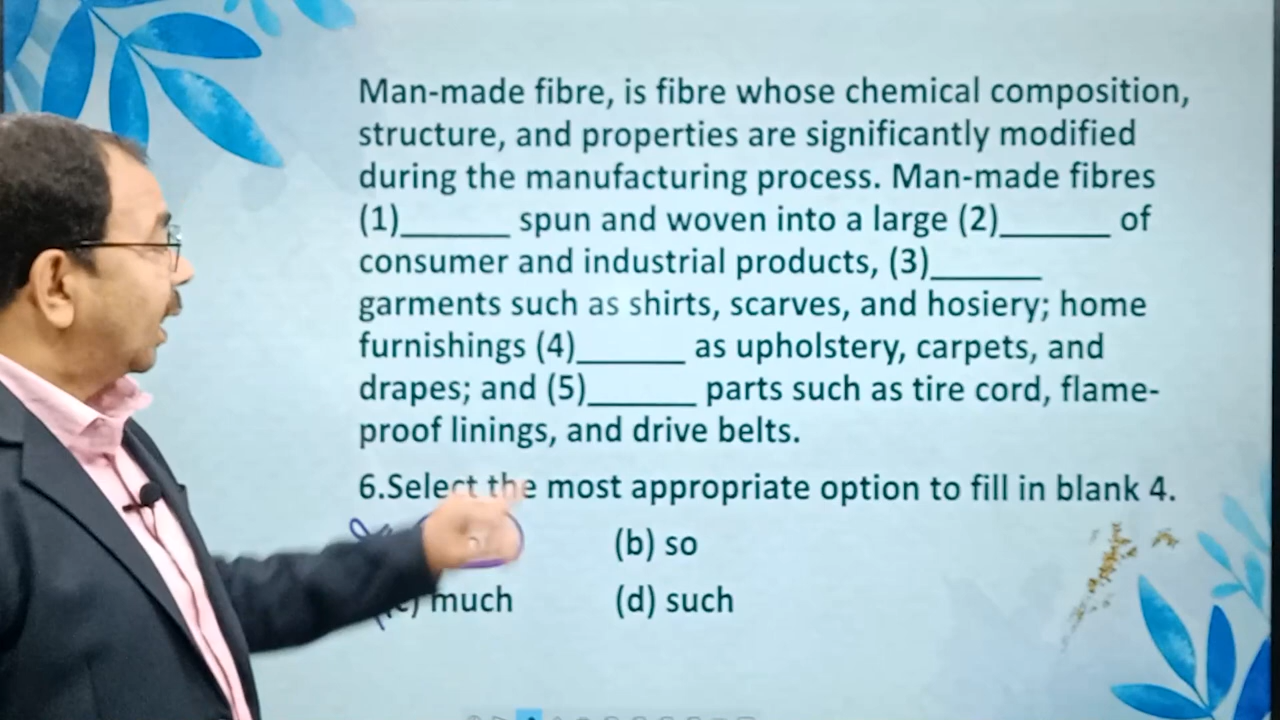 Man-made fibre, is fibre whose chemical composition,
structure, and properties are significantly modified
during the manufacturing process. Man-made fibres
(1)______ spun and woven into a large (2)______ of
consumer and industrial products, (3)______
garments such as shirts, scarves, and hosiery; home
furnishings (4)______ as upholstery, carpets, and
drapes; and (5)______ parts such as tire cord, flame-
proof linings, and drive belts.
6.Select the most appropriate option to fill in blank 4.
(b) so
(c) much (d) such